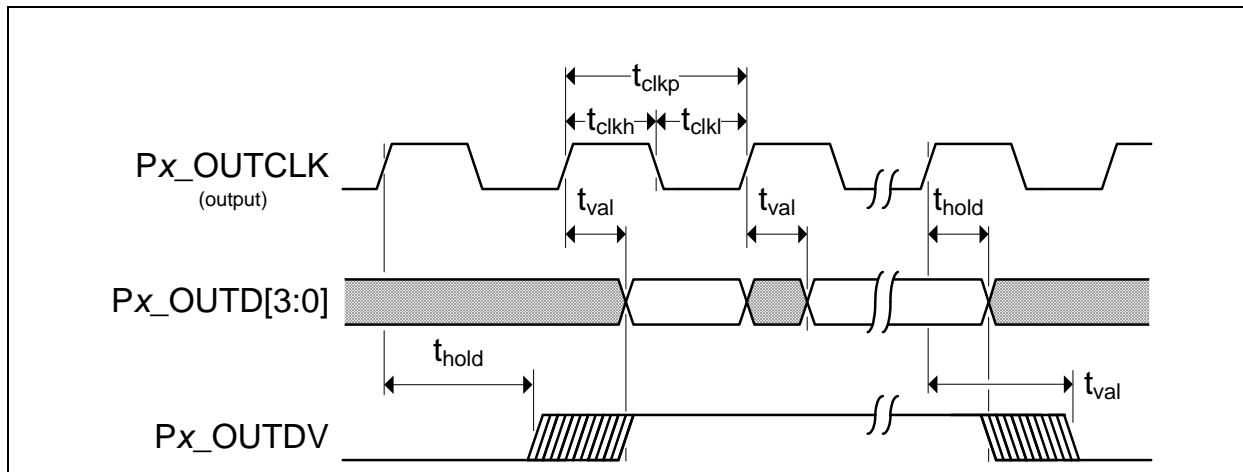 tclkp
tclkh tclkl
Px_OUTCLK
(output)
tval tval thold
Px_OUTD[3:0]
thold
tval
Px_OUTDV